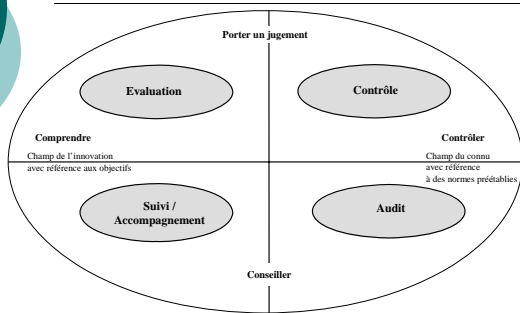 Porter un jugement
Evaluation
Contrôle
Comprendre
Contrôler
Champ de l'innovation
avec référence aux objectifs
Champ du connu
avec référence
à des normes préétablies
Suivi /
Accompagnement
Audit
Conseiller